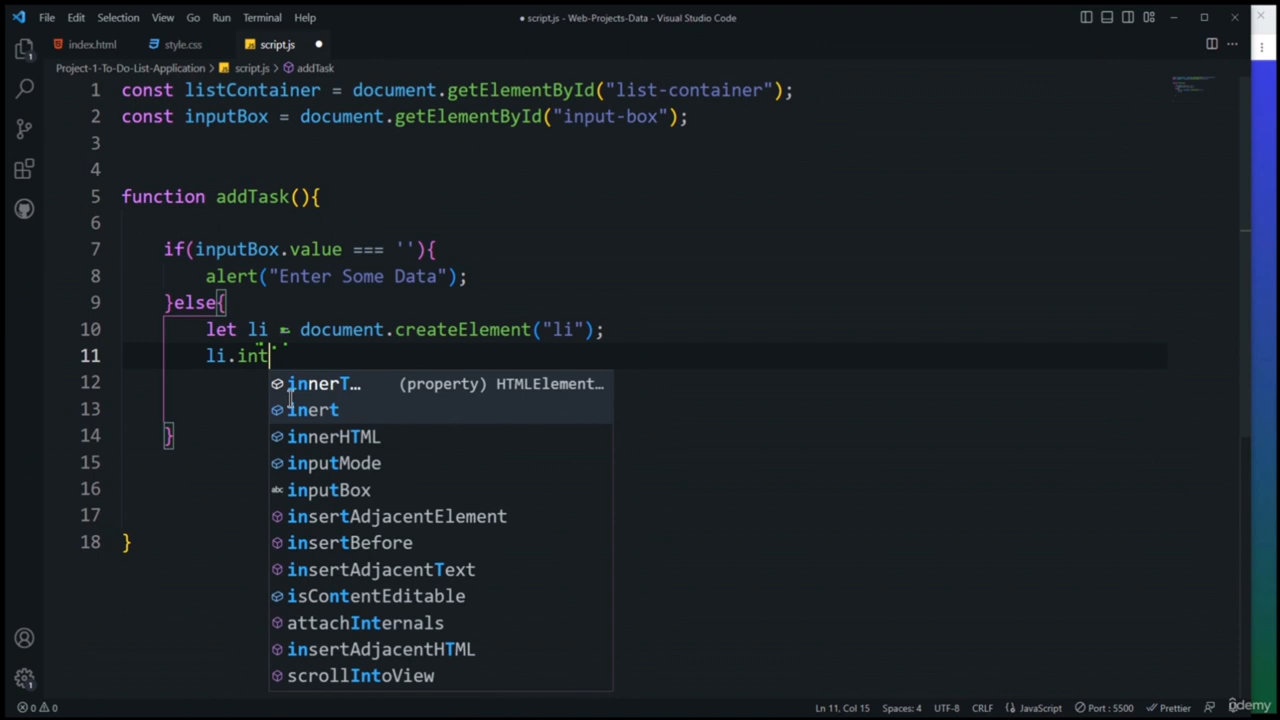 File Edit Selection View Go Run Terminal Help
● script.js - Web-Projects-Data - Visual Studio Code
index.html style.css script.js
Project-1-To-Do-List-Application > script.js > addTask
1 const listContainer = document.getElementById("list-container");
2 const inputBox = document.getElementById("input-box");
3
4
5 function addTask(){
6
7 if(inputBox.value === ''){
8 alert("Enter Some Data");
9 }else{
10 let li = document.createElement("li");
11 li.int
12 innerT… (property) HTMLElement…
13 inert
14 }
innerHTML
15 inputMode
16 inputBox
17 insertAdjacentElement
18 }
insertBefore
insertAdjacentText
isContentEditable
attachInternals
insertAdjacentHTML
scrollIntoView
0 0 Ln 11, Col 15 Spaces: 4 UTF-8 CRLF JavaScript Port : 5500 Prettier
ûdemy